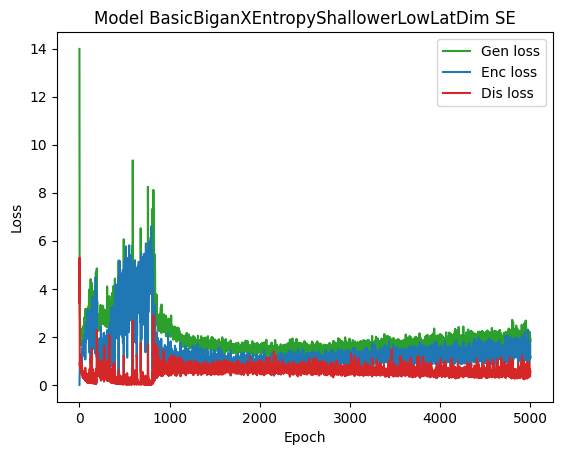 Model BasicBiganXEntropyShallowerLowLatDim SE
Gen loss
Enc loss
Dis loss
Loss
14
12
10
8
6
4
2
0
0 1000 2000 3000 4000 5000
Epoch